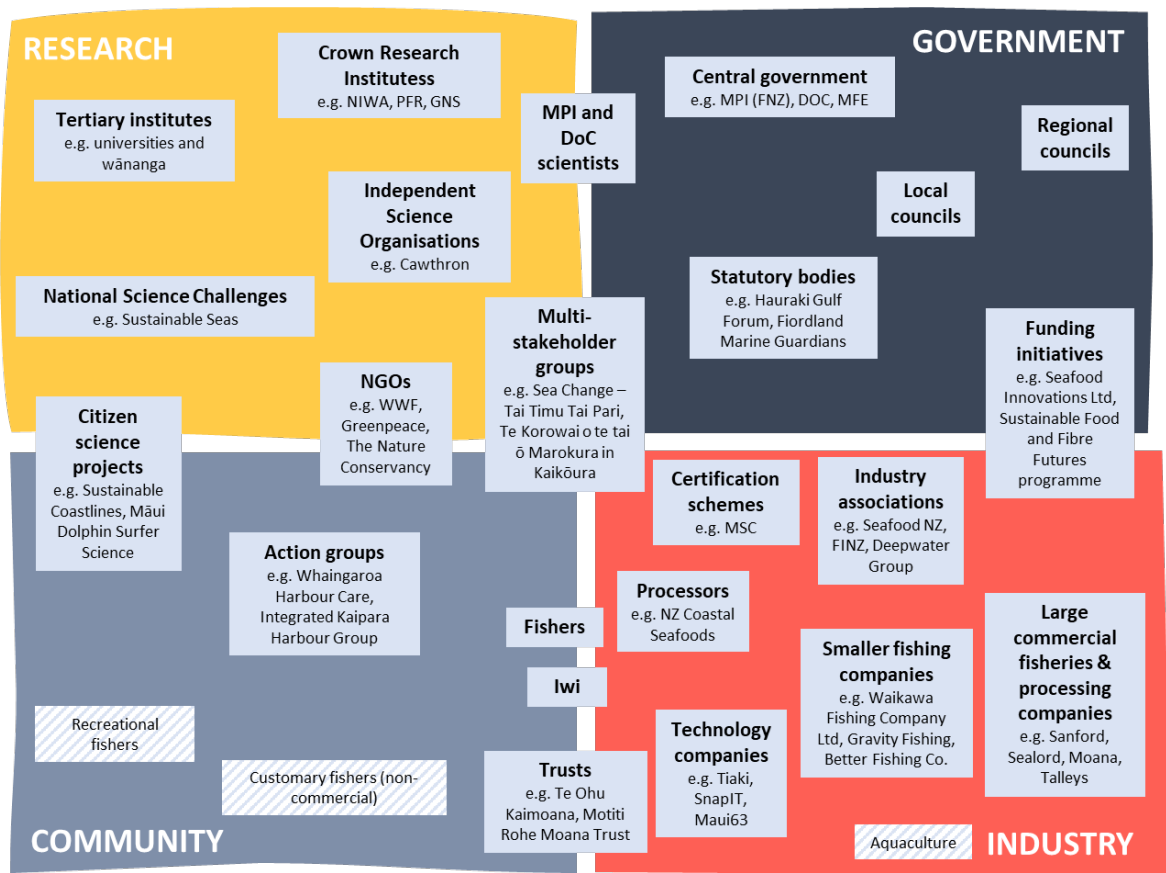 RESEARCH
Crown Research
Institutess
e.g. NIWA, PFR, GNS
Tertiary institutes
e.g. universities and
wānanga
MPI and
DoC
scientists
Independent
Science
Organisations
e.g. Cawthron
National Science Challenges
e.g. Sustainable Seas
GOVERNMENT
Central government
e.g. MPI (FNZ), DOC, MFE
Regional
councils
Local
councils
Statutory bodies
e.g. Hauraki Gulf
Forum, Fiordland
Marine Guardians
Funding
initiatives
e.g. Seafood
Innovations Ltd,
Sustainable Food
and Fibre
Futures
programme
Multi-
stakeholder
groups
e.g. Sea Change –
Tai Timu Tai Pari,
Te Korowai o te tai
ō Marokura in
Kaikōura
NGOs
e.g. WWF,
Greenpeace,
The Nature
Conservancy
Citizen
science
projects
e.g. Sustainable
Coastlines, Māui
Dolphin Surfer
Science
Action groups
e.g. Whaingaroa
Harbour Care,
Integrated Kaipara
Harbour Group
Fishers
Iwi
Recreational
fishers
Customary fishers (non-
commercial)
Trusts
e.g. Te Ohu
Kaimoana, Motiti
Rohe Moana Trust
COMMUNITY
Certification
schemes
e.g. MSC
Industry
associations
e.g. Seafood NZ,
FINZ, Deepwater
Group
Processors
e.g. NZ Coastal
Seafoods
Smaller fishing
companies
e.g. Waikawa
Fishing Company
Ltd, Gravity Fishing,
Better Fishing Co.
Large
commercial
fisheries &
processing
companies
e.g. Sanford,
Sealord, Moana,
Talleys
Technology
companies
e.g. Tiaki,
SnapIT,
Maui63
Aquaculture
INDUSTRY